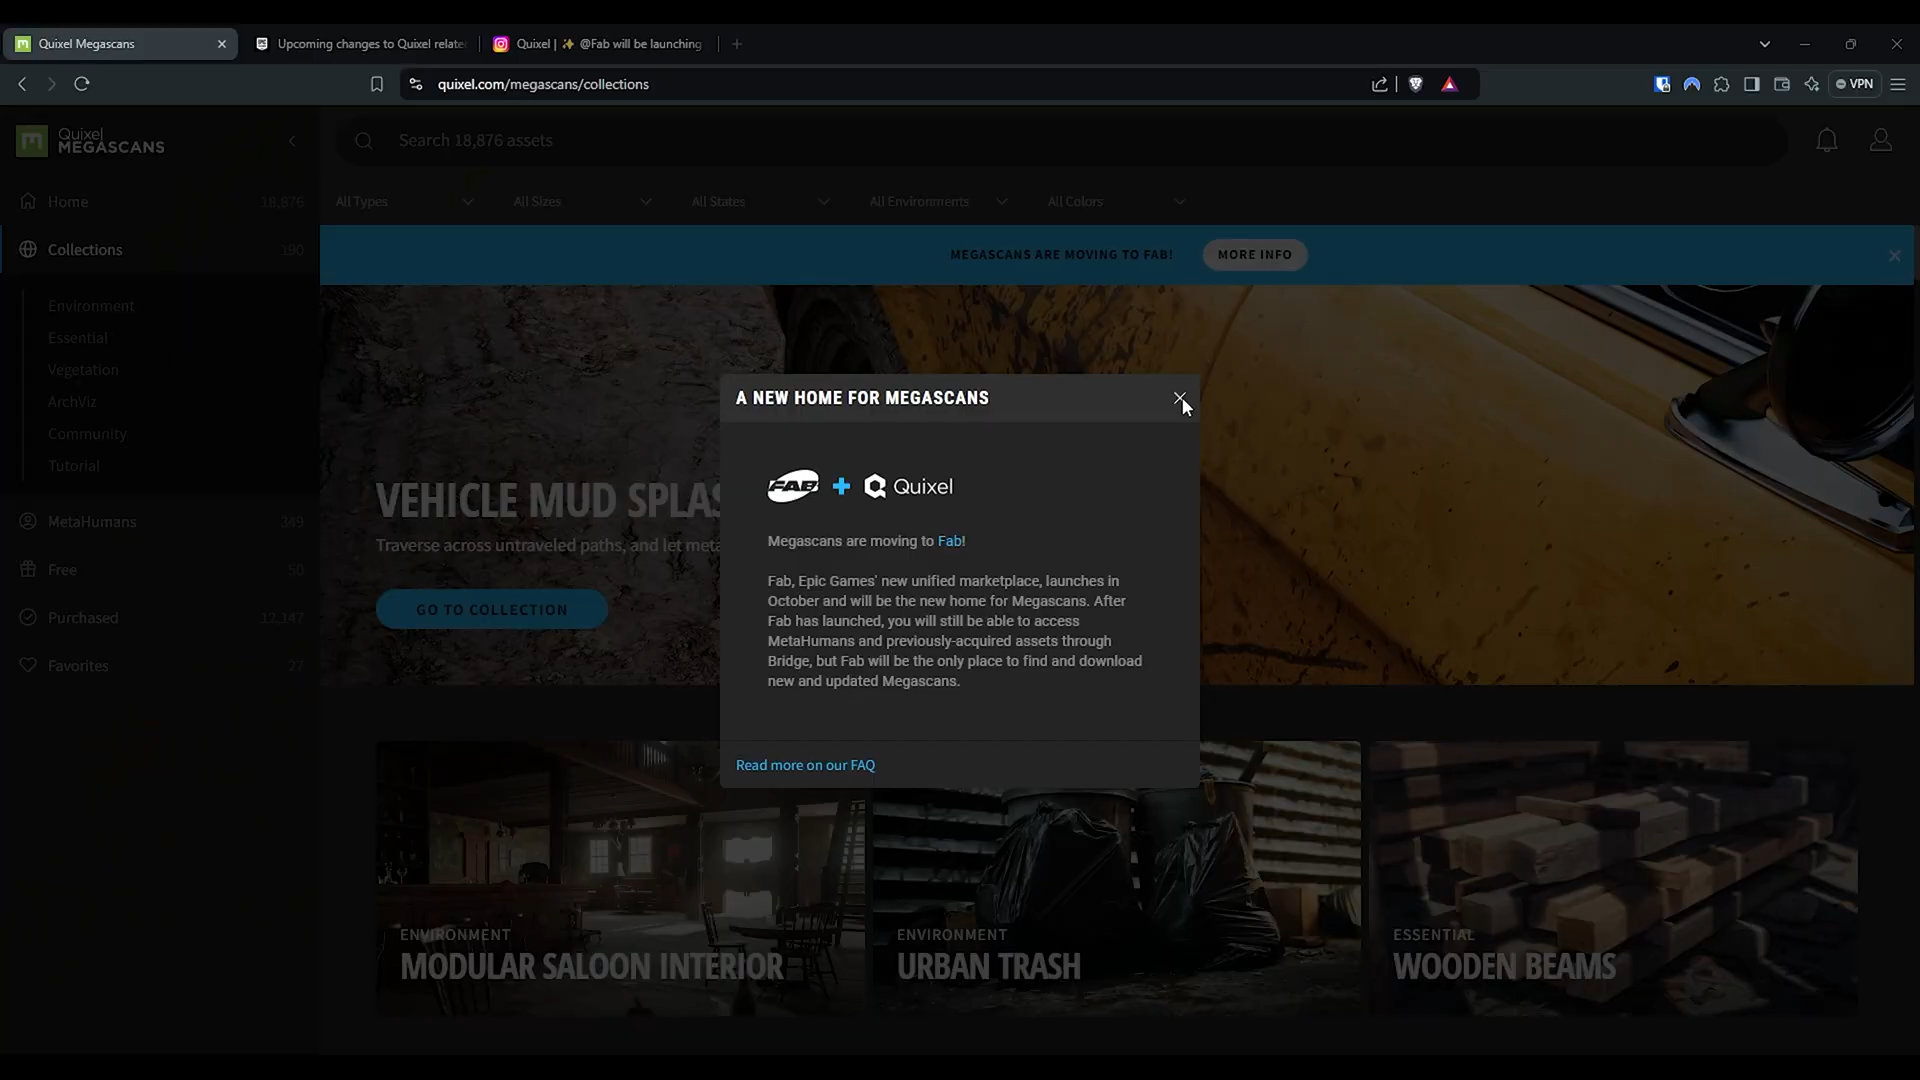 Quixel Megascans
Upcoming changes to Quixel relate
Quixel | ✨ @Fab will be launching
quixel.com/megascans/collections
VPN
Quixel
MEGASCANS
Search 18,876 assets
Home 18,876
All Types
All Sizes
All States
All Environments
All Colors
Collections 190
MEGASCANS ARE MOVING TO FAB!
MORE INFO
Environment
Essential
Vegetation
ArchViz
Community
Tutorial
MetaHumans 349
Free 50
Purchased 12,147
Favorites 27
VEHICLE MUD SPLAS
Traverse across untraveled paths, and let meta
GO TO COLLECTION
A NEW HOME FOR MEGASCANS
FAB + Quixel
Megascans are moving to Fab!
Fab, Epic Games' new unified marketplace, launches in
October and will be the new home for Megascans. After
Fab has launched, you will still be able to access
MetaHumans and previously-acquired assets through
Bridge, but Fab will be the only place to find and download
new and updated Megascans.
Read more on our FAQ
ENVIRONMENT
MODULAR SALOON INTERIOR
ENVIRONMENT
URBAN TRASH
ESSENTIAL
WOODEN BEAMS